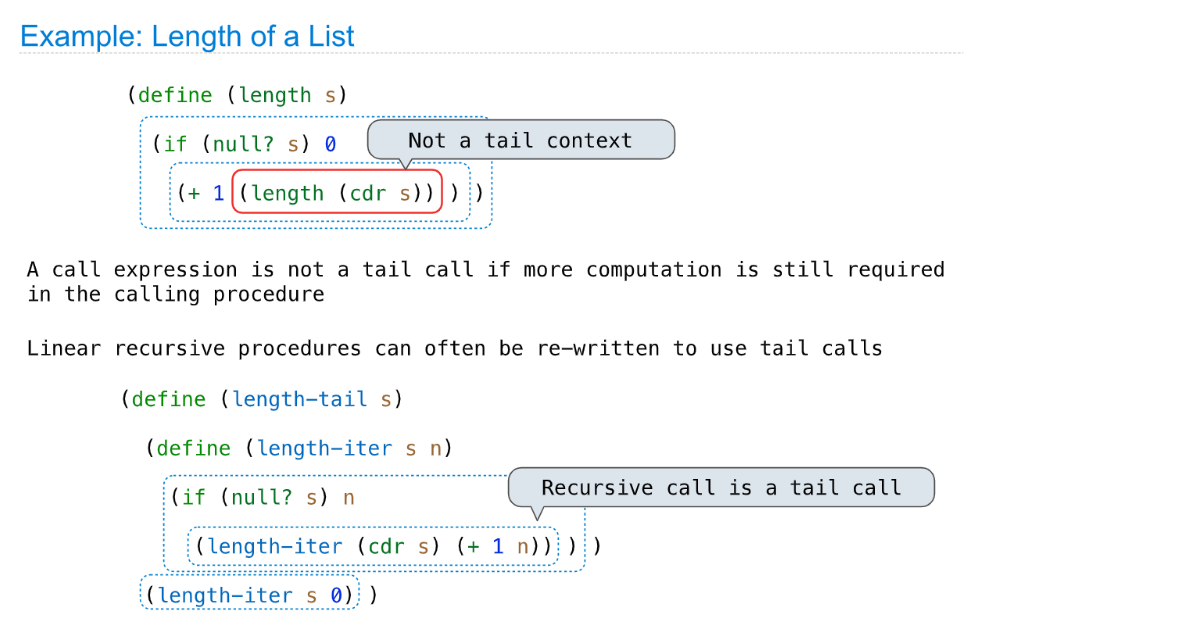 Example: Length of a List
(define (length s)
(if (null? s) 0
Not a tail context
(+ 1 (length (cdr s)) ) )
A call expression is not a tail call if more computation is still required
in the calling procedure
Linear recursive procedures can often be re–written to use tail calls
(define (length–tail s)
(define (length–iter s n)
(if (null? s) n
Recursive call is a tail call
(length–iter (cdr s) (+ 1 n)) ) )
(length–iter s 0) )